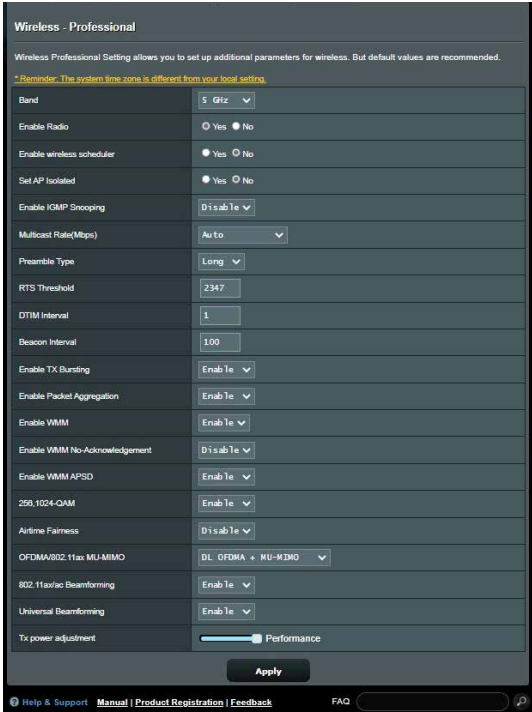 Wireless - Professional
Wireless Professional Setting allows you to set up additional parameters for wireless. But default values are recommended.
* Reminder: The system time zone is different from your local setting.
Band 5 GHz
Enable Radio Yes No
Enable wireless scheduler Yes No
Set AP Isolated Yes No
Enable IGMP Snooping Disable
Multicast Rate(Mbps) Auto
Preamble Type Long
RTS Threshold 2347
DTIM Interval 1
Beacon Interval 100
Enable TX Bursting Enable
Enable Packet Aggregation Enable
Enable WMM Enable
Enable WMM No-Acknowledgement Disable
Enable WMM APSD Enable
256,1024-QAM Enable
Airtime Fairness Disable
OFDMA/802.11ax MU-MIMO DL OFDMA + MU-MIMO
802.11ax/ac Beamforming Enable
Universal Beamforming Enable
Tx power adjustment Performance
Apply
? Help & Support Manual | Product Registration | Feedback FAQ